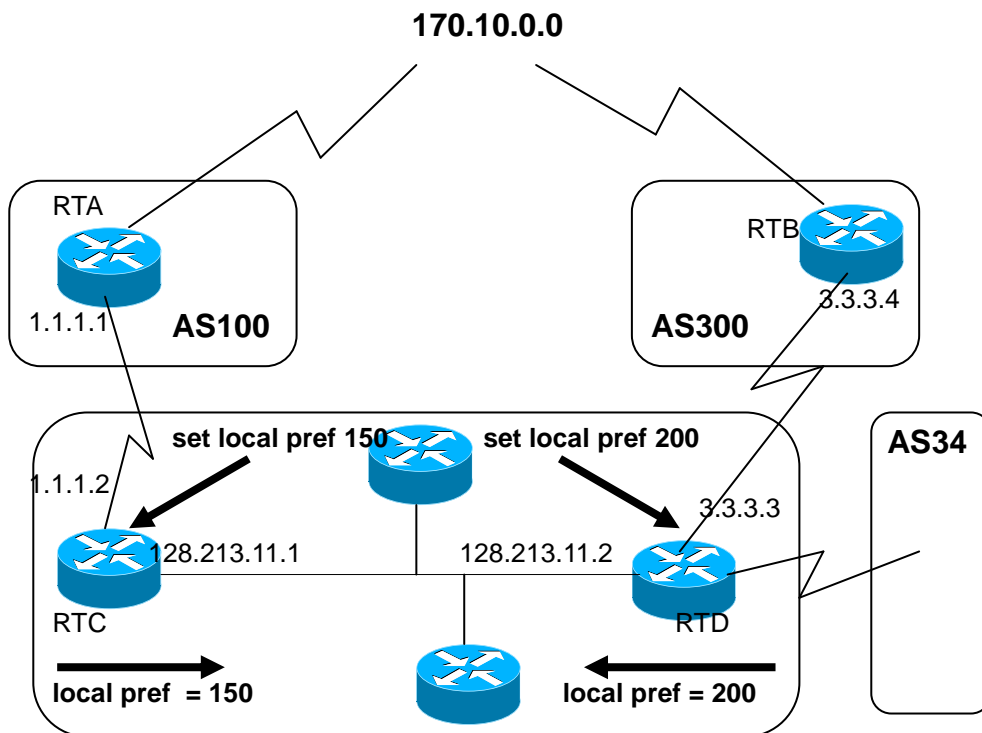 170.10.0.0
RTA
RTB
1.1.1.1
AS100
AS300
3.3.3.4
set local pref 150
set local pref 200
AS34
1.1.1.2
3.3.3.3
128.213.11.1
128.213.11.2
RTC
RTD
local pref = 150
local pref = 200